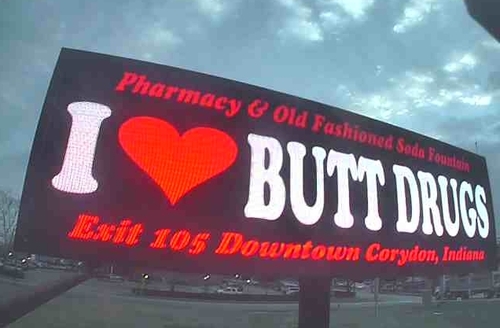 Pharmacy & Old Fashioned Soda Fountain
I ❤ BUTT DRUGS
Exit 105 Downtown Corydon, Indiana